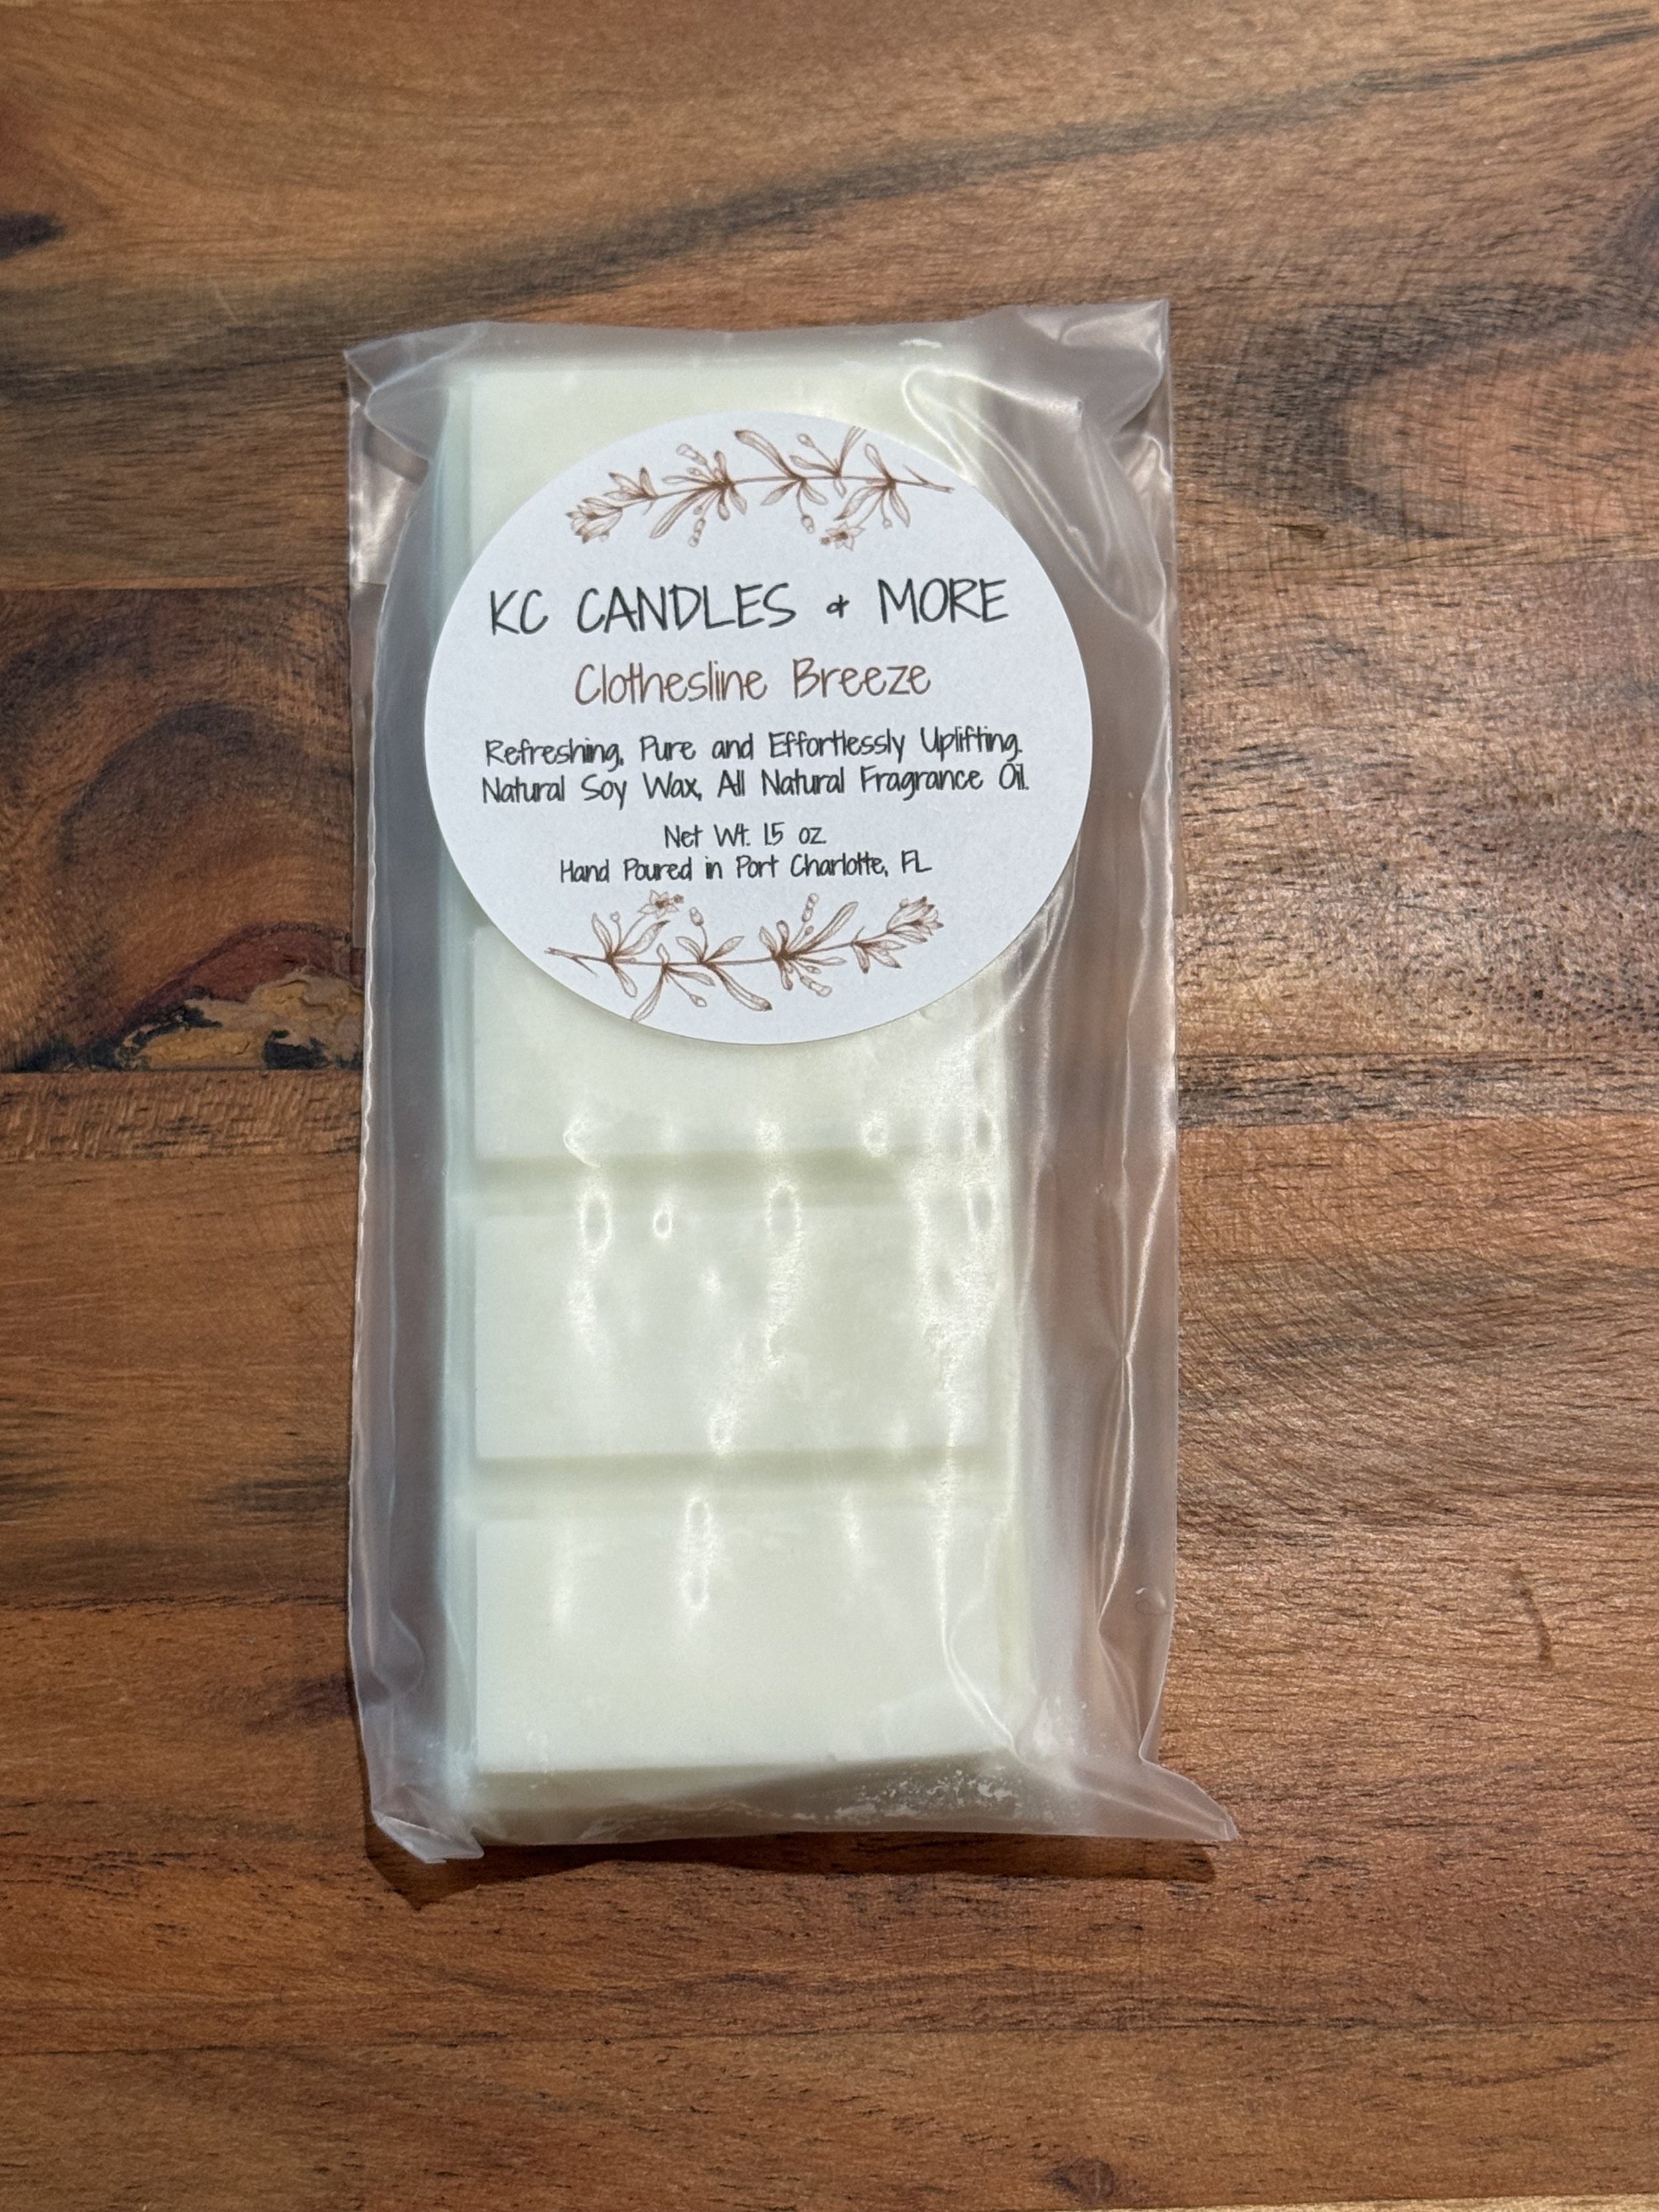 KC CANDLES & MORE
Clothesline Breeze
Refreshing, Pure and Effortlessly Uplifting.
Natural Soy Wax, All Natural Fragrance Oil.
Net Wt. 1.5 oz.
Hand Poured in Port Charlotte, FL